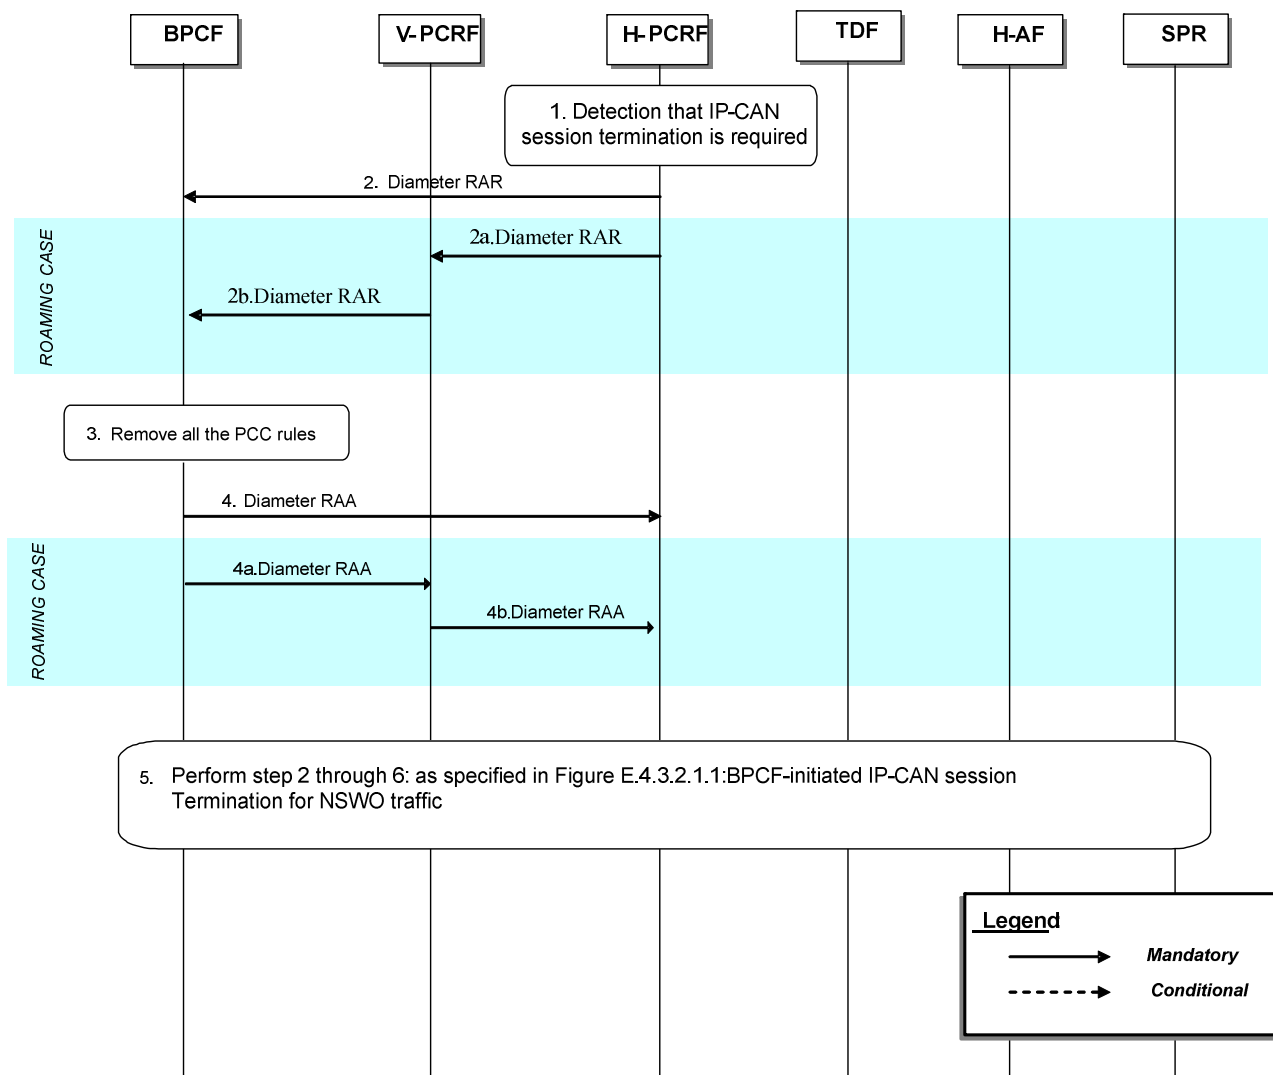 BPCF
V-PCRF
H-PCRF
TDF
H-AF
SPR
1. Detection that IP-CAN
session termination is required
2. Diameter RAR
ROAMING CASE
2a.Diameter RAR
2b.Diameter RAR
3. Remove all the PCC rules
4. Diameter RAA
ROAMING CASE
4a.Diameter RAA
4b.Diameter RAA
5. Perform step 2 through 6: as specified in Figure E.4.3.2.1.1:BPCF-initiated IP-CAN session
Termination for NSWO traffic
Legend
Mandatory
Conditional